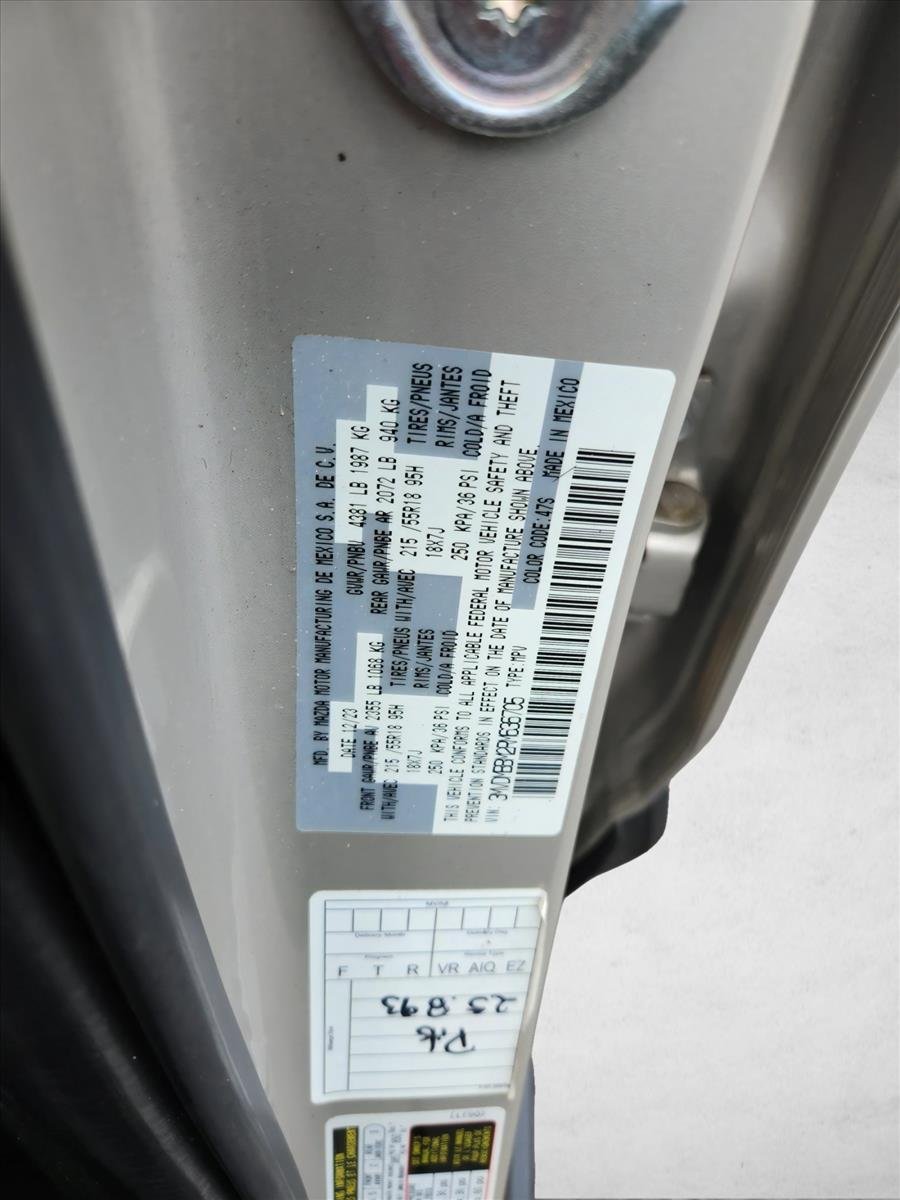 MFD BY MAZDA MOTOR MANUFACTURING DE MEXICO S.A. DE C.V.
DATE 12/23 GVWR/PNBV 4381 LB 1987 KG
FRONT GAWR/PNBE AV 2355 LB 1068 KG REAR GAWR/PNBE AR 2072 LB 940 KG
WITH/AVEC 215 /55R18 95H TIRES/PNEUS WITH/AVEC 215 /55R18 95H TIRES/PNEUS
18X7J RIMS/JANTES 18X7J RIMS/JANTES
250 KPA/36 PSI COLD/A FROID 250 KPA/36 PSI COLD/A FROID
THIS VEHICLE CONFORMS TO ALL APPLICABLE FEDERAL MOTOR VEHICLE SAFETY AND THEFT
PREVENTION STANDARDS IN EFFECT ON THE DATE OF MANUFACTURE SHOWN ABOVE.
VIN: TYPE:MPV COLOR CODE:47S MADE IN MEXICO
Delivery Month
Program
F T R VR AIQ EZ
25.893